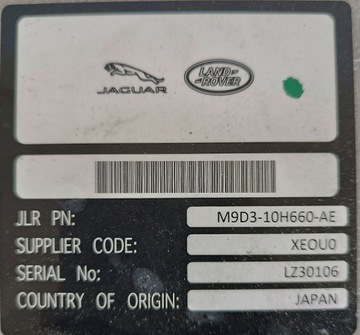 JAGUAR
LAND ROVER
JLR PN: M9D3-10H660-AE
SUPPLIER CODE: XEOU0
SERIAL No: LZ30106
COUNTRY OF ORIGIN: JAPAN